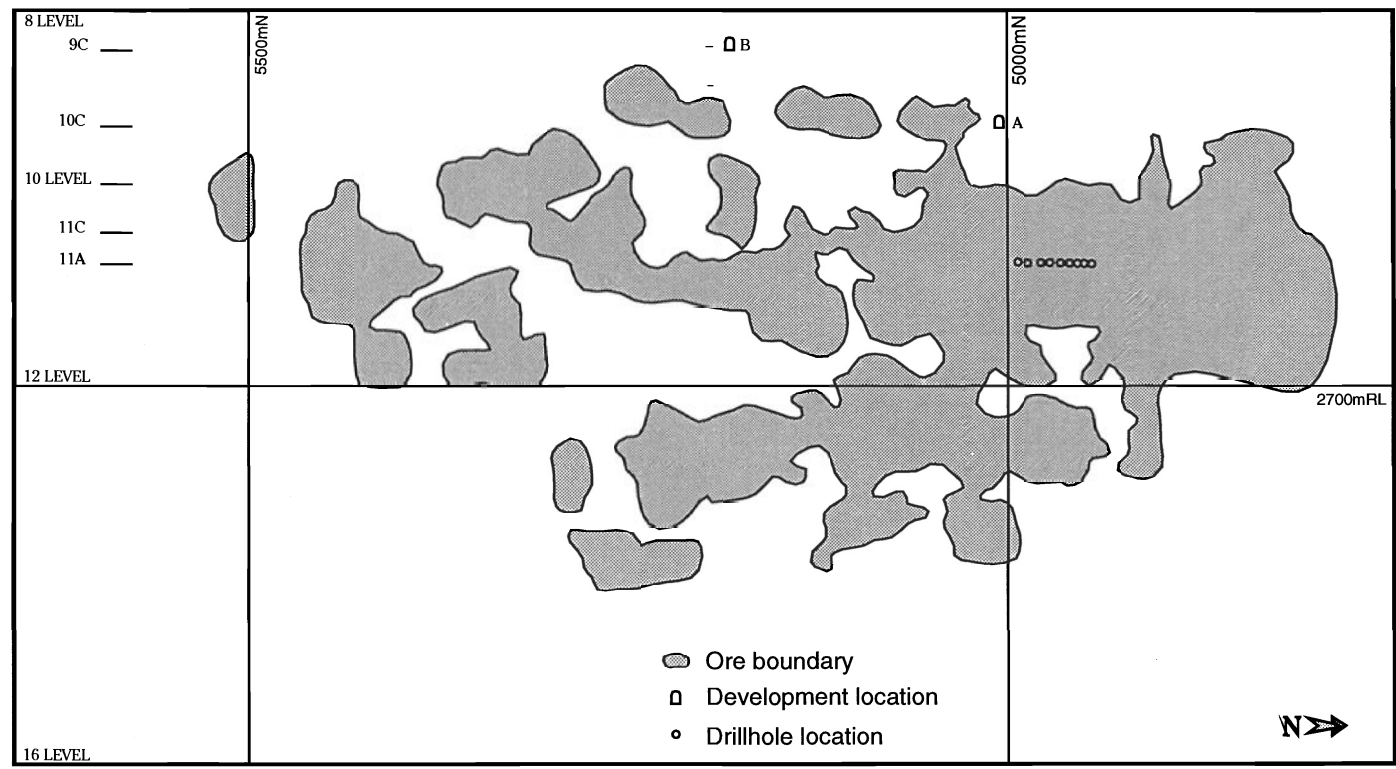 8 LEVEL
9C
5500mN
B
5000mN
10C
A
10 LEVEL
11C
11A
12 LEVEL
2700mRL
Ore boundary
Development location
Drillhole location
N
16 LEVEL